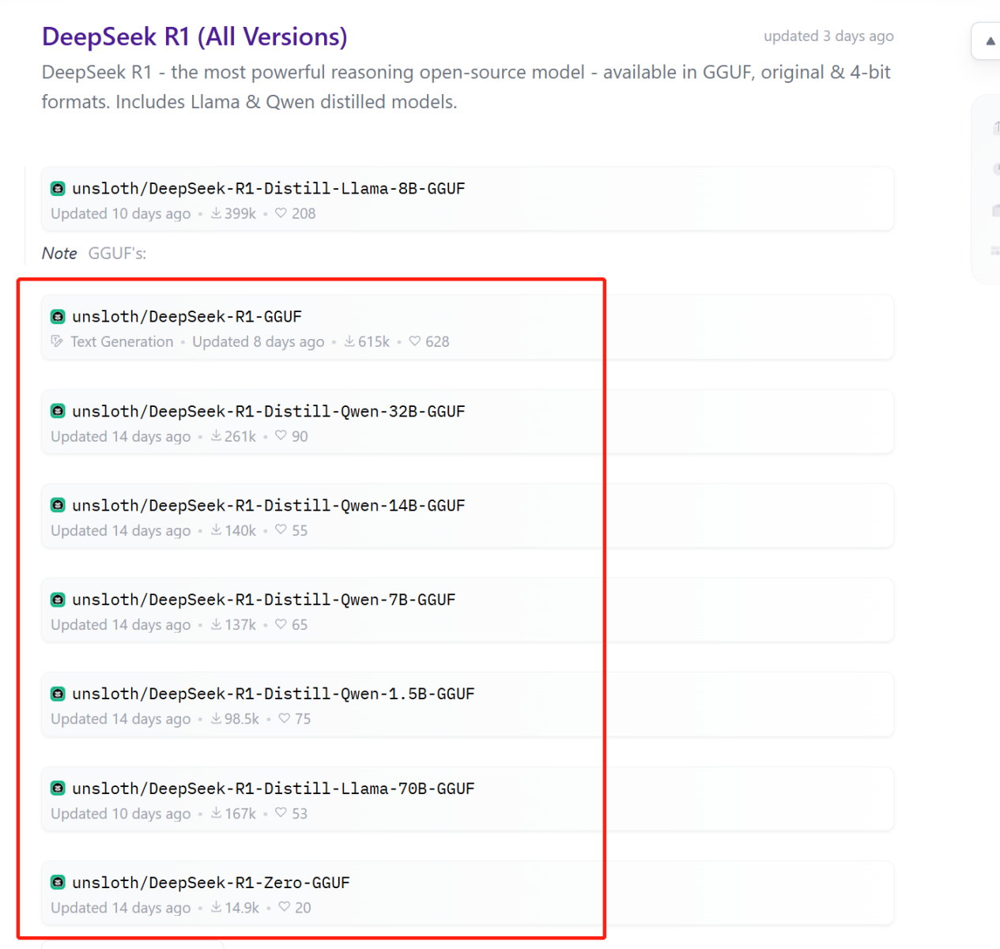 DeepSeek R1 (All Versions)
updated 3 days ago
DeepSeek R1 - the most powerful reasoning open-source model - available in GGUF, original & 4-bit
formats. Includes Llama & Qwen distilled models.
unsloth/DeepSeek-R1-Distill-Llama-8B-GGUF
Updated 10 days ago • 399k • 208
Note GGUF's:
unsloth/DeepSeek-R1-GGUF
Text Generation • Updated 8 days ago • 615k • 628
unsloth/DeepSeek-R1-Distill-Qwen-32B-GGUF
Updated 14 days ago • 261k • 90
unsloth/DeepSeek-R1-Distill-Qwen-14B-GGUF
Updated 14 days ago • 140k • 55
unsloth/DeepSeek-R1-Distill-Qwen-7B-GGUF
Updated 14 days ago • 137k • 65
unsloth/DeepSeek-R1-Distill-Qwen-1.5B-GGUF
Updated 14 days ago • 98.5k • 75
unsloth/DeepSeek-R1-Distill-Llama-70B-GGUF
Updated 10 days ago • 167k • 53
unsloth/DeepSeek-R1-Zero-GGUF
Updated 14 days ago • 14.9k • 20